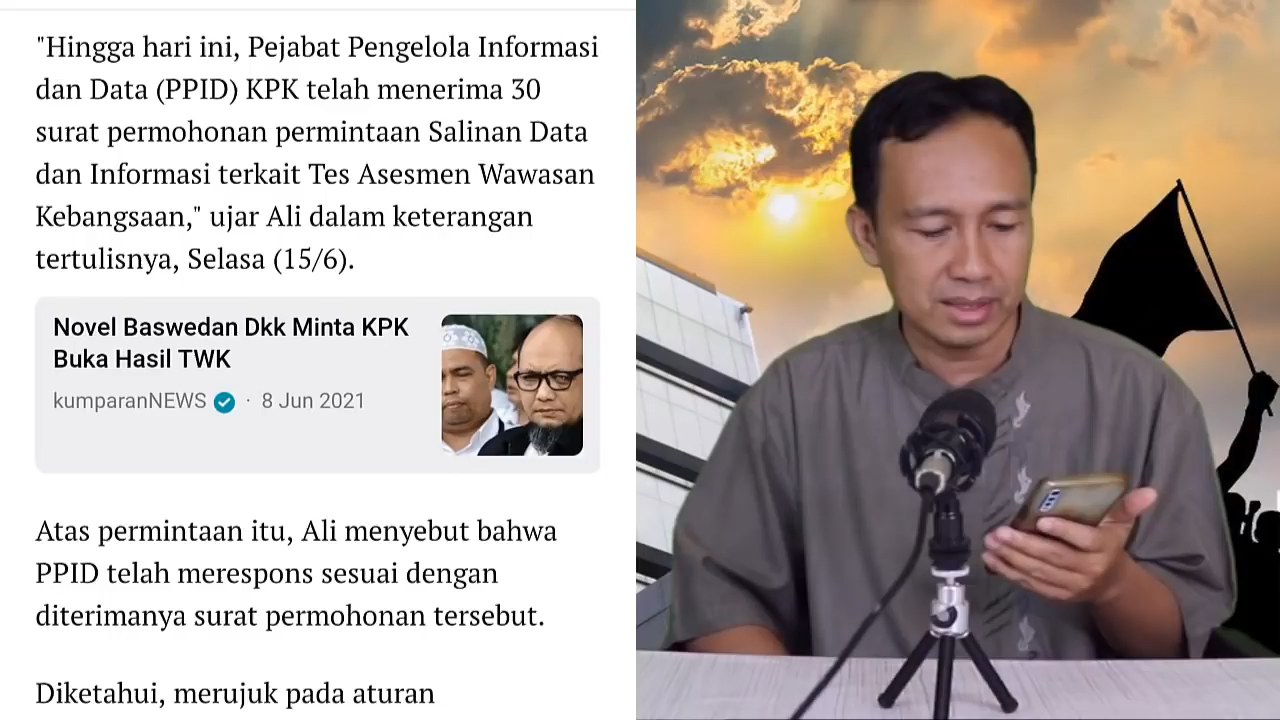 "Hingga hari ini, Pejabat Pengelola Informasi
dan Data (PPID) KPK telah menerima 30
surat permohonan permintaan Salinan Data
dan Informasi terkait Tes Asesmen Wawasan
Kebangsaan," ujar Ali dalam keterangan
tertulisnya, Selasa (15/6).
Novel Baswedan Dkk Minta KPK
Buka Hasil TWK
kumparanNEWS · 8 Jun 2021
Atas permintaan itu, Ali menyebut bahwa
PPID telah merespons sesuai dengan
diterimanya surat permohonan tersebut.
Diketahui, merujuk pada aturan